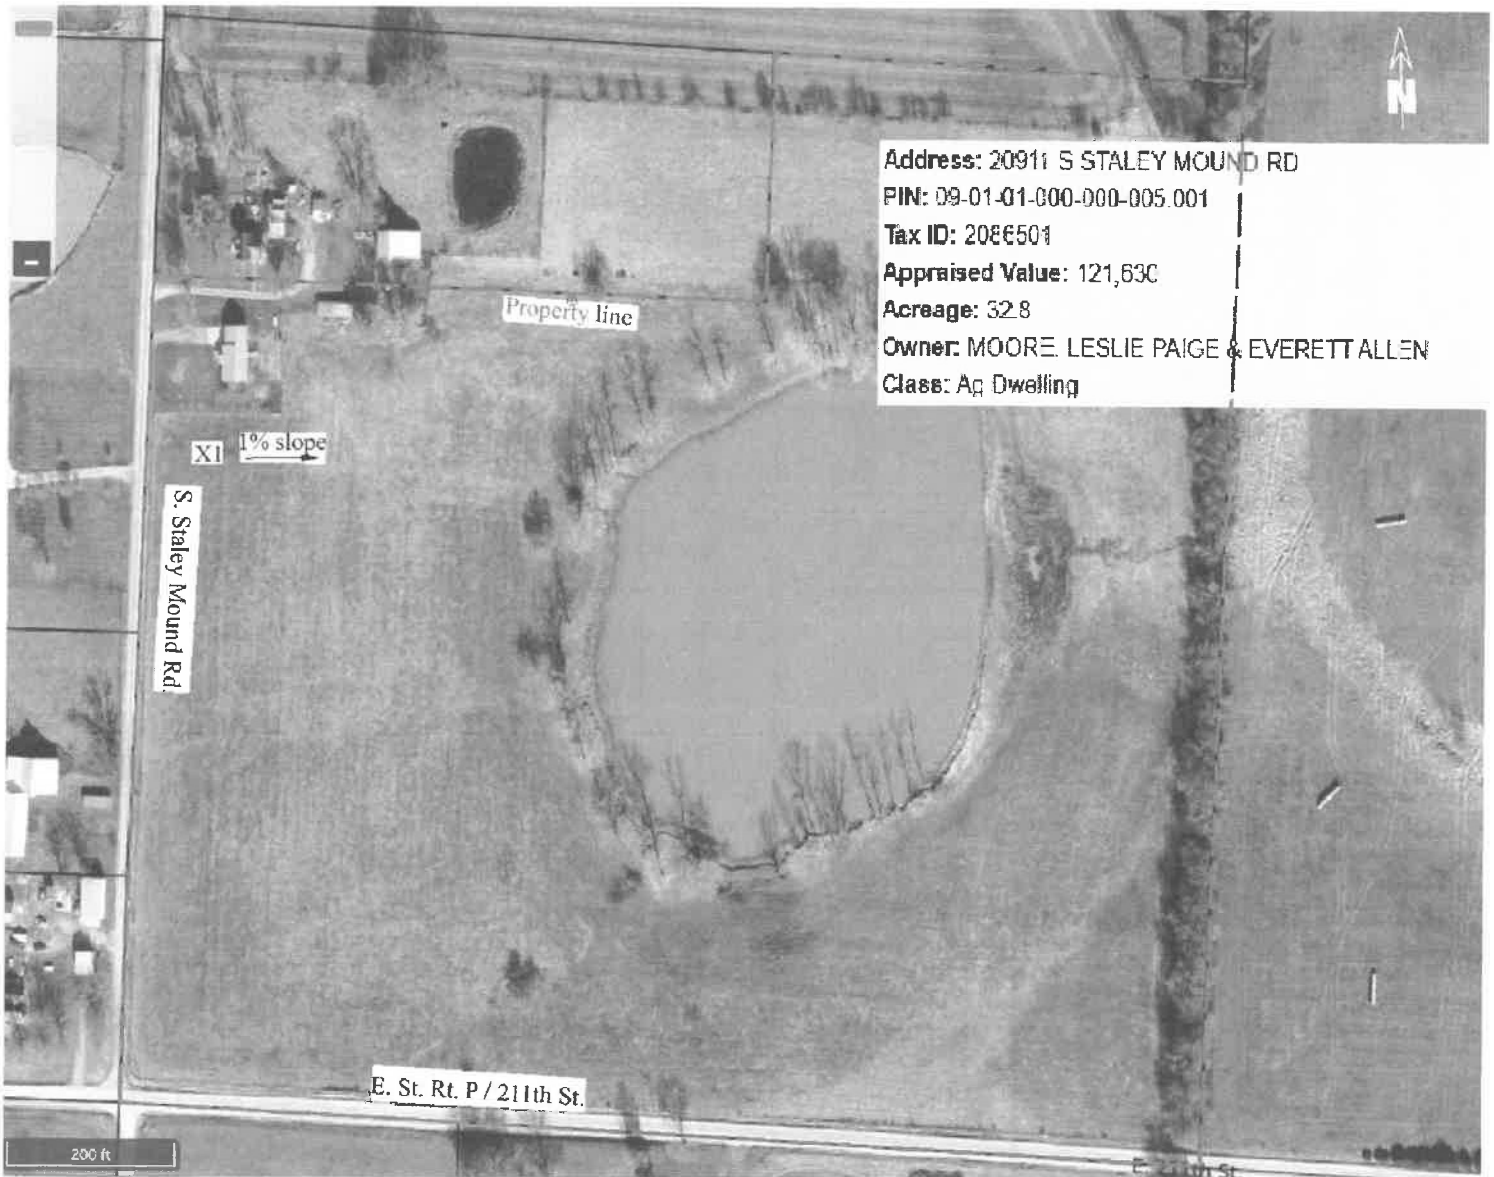 N
Address: 20911 S STALEY MOUND RD
PIN: 09-01-01-000-000-005.001
Tax ID: 2086501
Appraised Value: 121,630
Acreage: 32.8
Owner: MOORE LESLIE PAIGE & EVERETT ALLEN
Class: Ag Dwelling
Property line
X1
1% slope
S. Staley Mound Rd.
E. St. Rt. P / 211th St.
200 ft
E 211th St